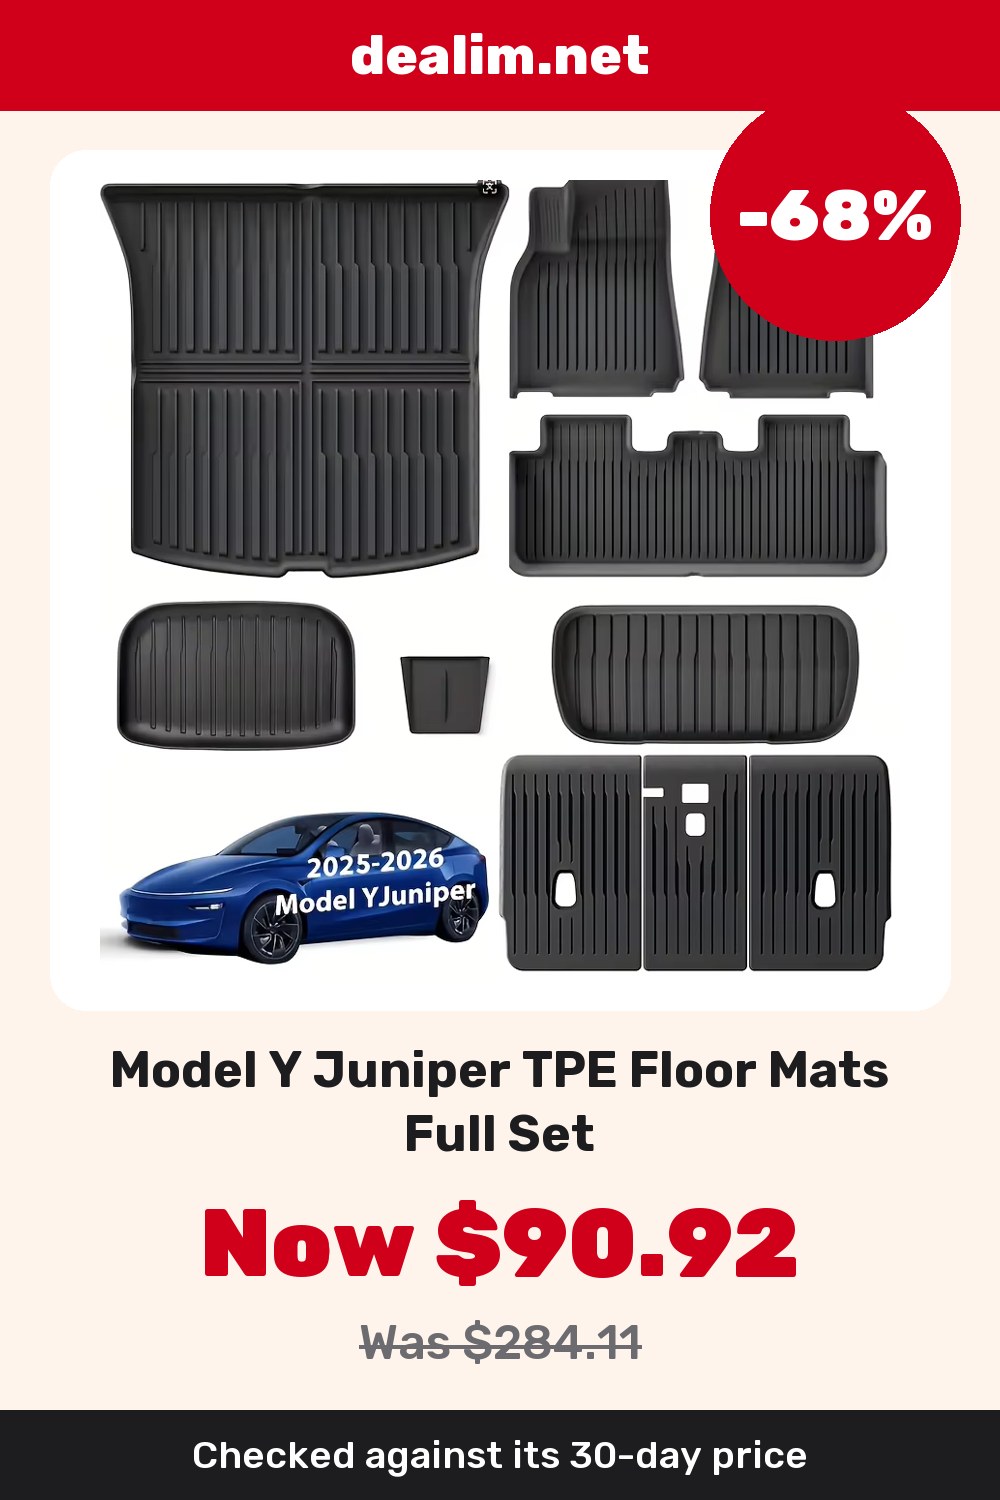 dealim.net
-68%
2025-2026
Model YJuniper
Model Y Juniper TPE Floor Mats
Full Set
Now $90.92
Was $284.11
Checked against its 30-day price